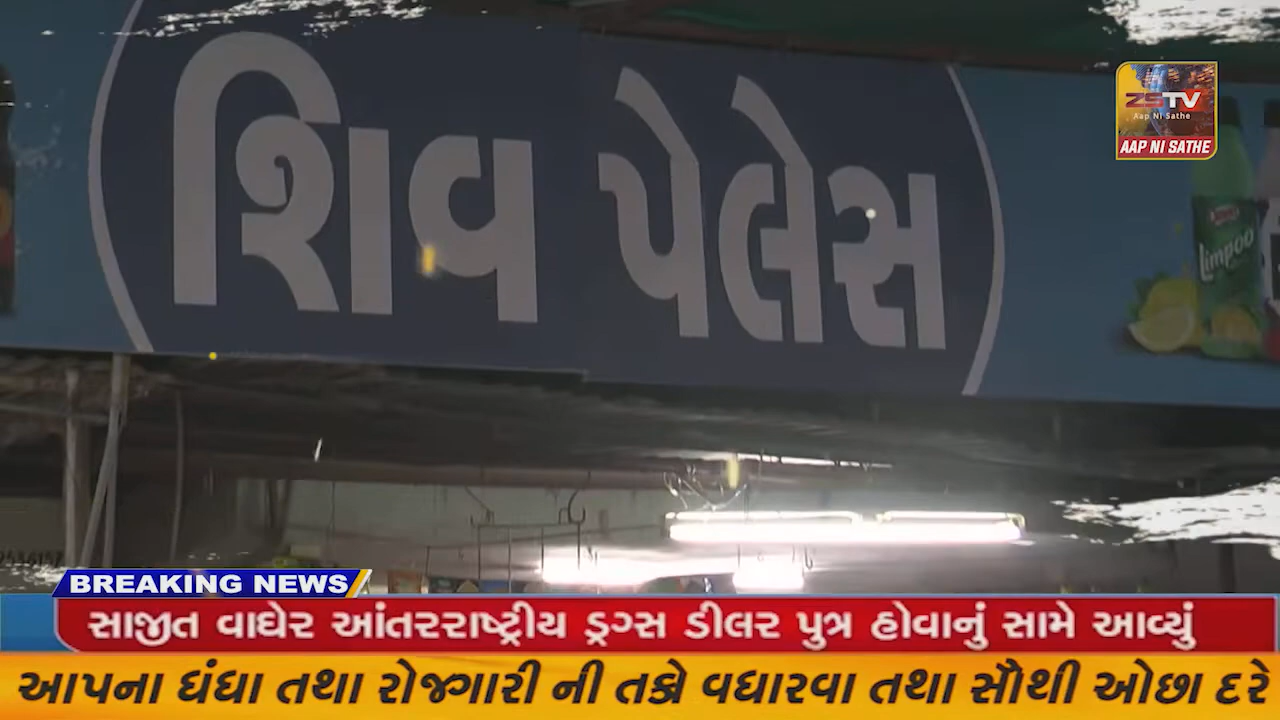 શિવ પેલેસ
ZSTV
Aap Ni Sathe
AAP NI SATHE
Limpoo
BREAKING NEWS
સાજીત વાઘેર આંતરરાષ્ટ્રીય ડ્રગ્સ ડીલર પુત્ર હોવાનું સામે આવ્યું
આપના ધંધા તથા રોજગારી ની તકો વધારવા તથા સૌથી ઓછા દરે